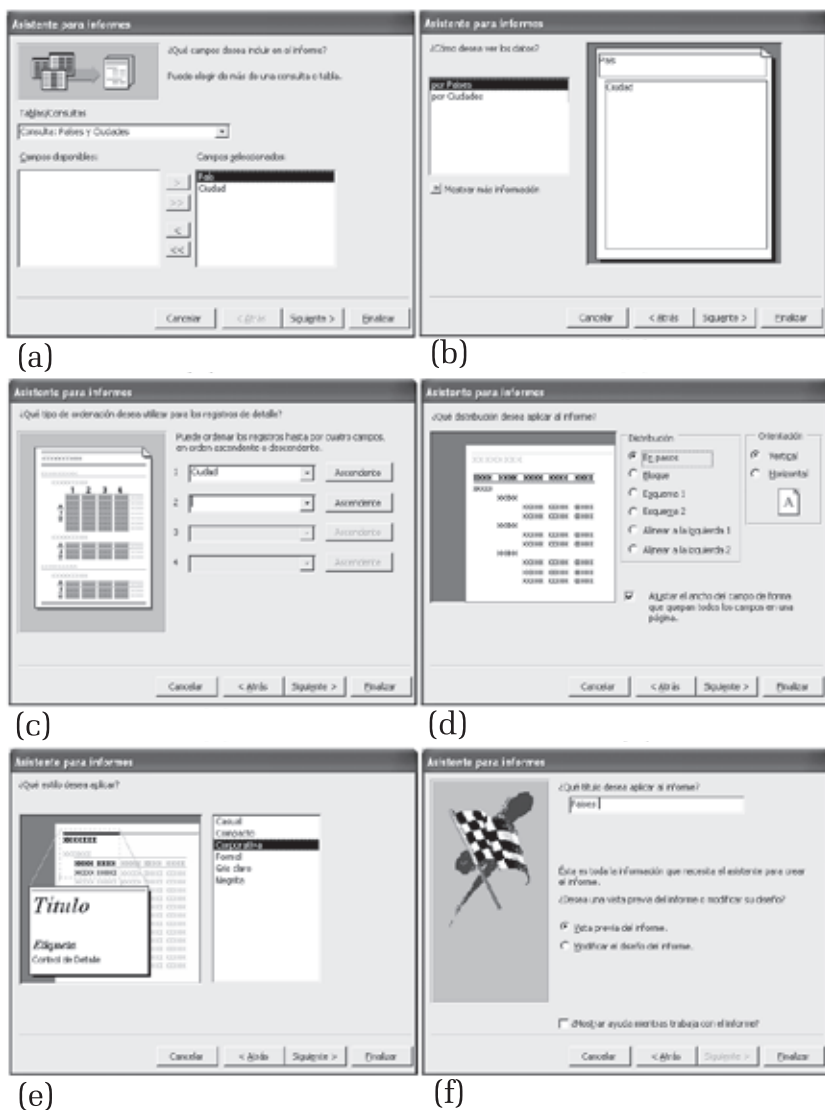 Asistente para informes
¿Qué campos desea incluir en el informe?
Puede elegir de más de una consulta o tabla.
Tablas/Consultas
Consulta: Países y Ciudades
Campos disponibles:
Campos seleccionados:
País
Ciudad
>
>>
<
<<
Cancelar
< Atrás
Siguiente >
Finalizar
(a)
Asistente para informes
¿Cómo desea ver los datos?
por Países
por Ciudades
País
Ciudad
Mostrar más información
Cancelar
< Atrás
Siguiente >
Finalizar
(b)
Asistente para informes
¿Qué tipo de ordenación desea utilizar para los registros de detalle?
Puede ordenar los registros hasta por cuatro campos,
en orden ascendente o descendente.
1 2 3 4
1
Ciudad
Ascendente
2
Ascendente
3
Ascendente
4
Ascendente
Cancelar
< Atrás
Siguiente >
Finalizar
(c)
Asistente para informes
¿Qué distribución desea aplicar al informe?
Distribución
En pasos
Bloque
Esquema 1
Esquema 2
Alinear a la izquierda 1
Alinear a la izquierda 2
Orientación
Vertical
Horizontal
A
Ajustar el ancho del campo de forma
que quepan todos los campos en una
página.
Cancelar
< Atrás
Siguiente >
Finalizar
(d)
Asistente para informes
¿Qué estilo desea aplicar?
Título
Etiqueta
Control de Detalle
Casual
Compacto
Corporativo
Formal
Gris claro
Negrita
Cancelar
< Atrás
Siguiente >
Finalizar
(e)
Asistente para informes
¿Qué título desea aplicar al informe?
Países
Ésta es toda la información que necesita el asistente para crear
el informe.
¿Desea una vista previa del informe o modificar su diseño?
Vista previa del informe.
Modificar el diseño del informe.
¿Mostrar ayuda mientras trabaja con el informe?
Cancelar
< Atrás
Siguiente >
Finalizar
(f)